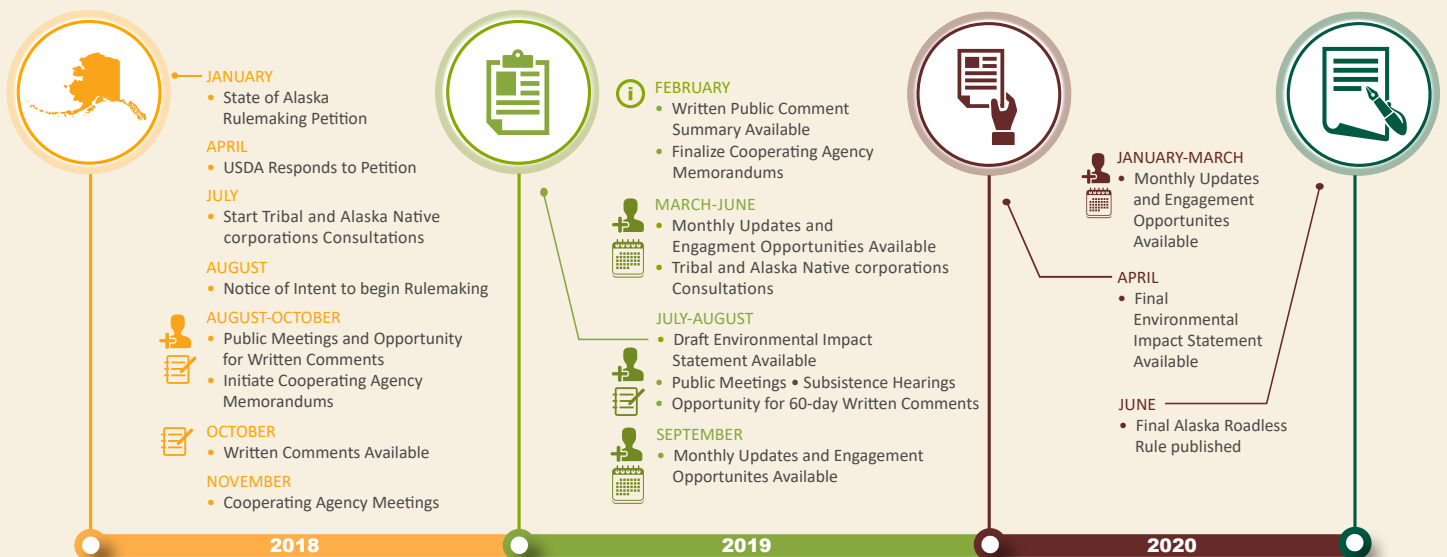 JANUARY
• State of Alaska
Rulemaking Petition
APRIL
• USDA Responds to Petition
JULY
• Start Tribal and Alaska Native
corporations Consultations
AUGUST
• Notice of Intent to begin Rulemaking
AUGUST-OCTOBER
• Public Meetings and Opportunity
for Written Comments
• Initiate Cooperating Agency
Memorandums
OCTOBER
• Written Comments Available
NOVEMBER
• Cooperating Agency Meetings
2018
i
FEBRUARY
• Written Public Comment
Summary Available
• Finalize Cooperating Agency
Memorandums
MARCH-JUNE
• Monthly Updates and
Engagment Opportunities Available
• Tribal and Alaska Native corporations
Consultations
JULY-AUGUST
• Draft Environmental Impact
Statement Available
• Public Meetings • Subsistence Hearings
• Opportunity for 60-day Written Comments
SEPTEMBER
• Monthly Updates and Engagement
Opportunites Available
2019
JANUARY-MARCH
• Monthly Updates
and Engagement
Opportunites
Available
APRIL
• Final
Environmental
Impact Statement
Available
JUNE
• Final Alaska Roadless
Rule published
2020